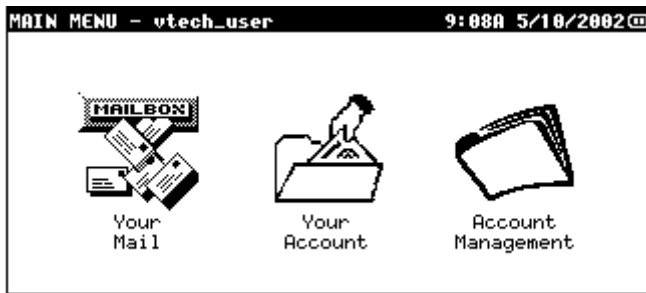 MAIN MENU - vtech_user 9:08A 5/10/2002
MAILBOX
Your Your Account
Mail Account Management